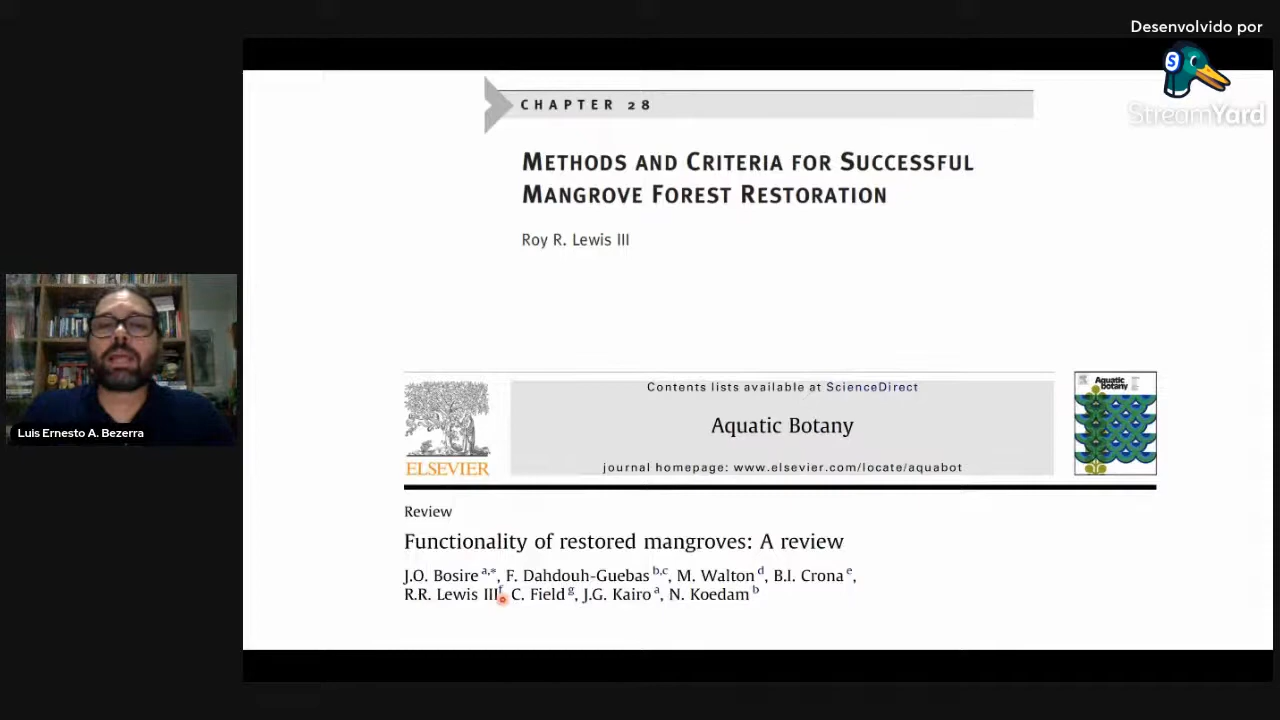 Desenvolvido por
S
StreamYard
CHAPTER 28
METHODS AND CRITERIA FOR SUCCESSFUL
MANGROVE FOREST RESTORATION
Roy R. Lewis III
Contents lists available at ScienceDirect
Aquatic Botany
journal homepage: www.elsevier.com/locate/aquabot
ELSEVIER
Aquatic
Botany
Review
Functionality of restored mangroves: A review
J.O. Bosire a,*, F. Dahdouh-Guebas b,c, M. Walton d, B.I. Crona e,
R.R. Lewis III f, C. Field g, J.G. Kairo a, N. Koedam b
Luis Ernesto A. Bezerra